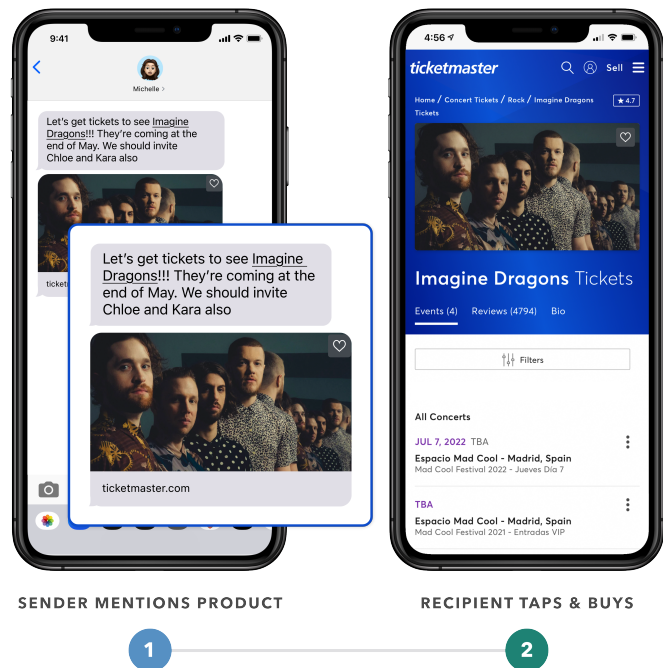 9:41
Michelle >
Let's get tickets to see Imagine
Dragons!!! They're coming at the
end of May. We should invite
Chloe and Kara also
Let's get tickets to see Imagine
Dragons!!! They're coming at the
end of May. We should invite
Chloe and Kara also
ticketmaster.com
4:56
ticketmaster
Sell
Home / Concert Tickets / Rock / Imagine Dragons
Tickets
★ 4.7
Imagine Dragons Tickets
Events (4) Reviews (4794) Bio
Filters
All Concerts
JUL 7, 2022 TBA
Espacio Mad Cool - Madrid, Spain
Mad Cool Festival 2022 - Jueves Día 7
TBA
Espacio Mad Cool - Madrid, Spain
Mad Cool Festival 2021 - Entradas VIP
SENDER MENTIONS PRODUCT
RECIPIENT TAPS & BUYS
1
2